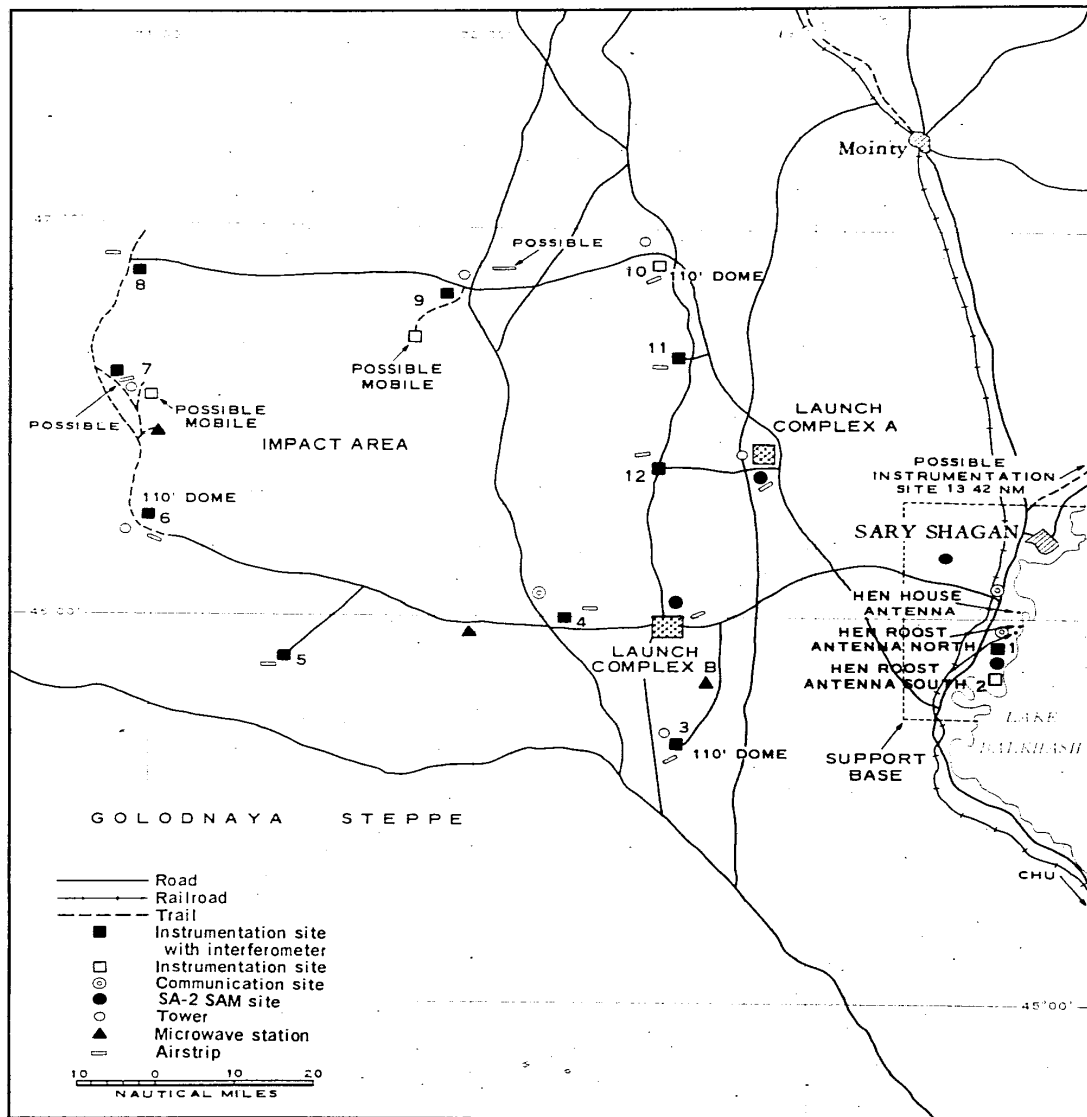 72 00'
Mointy
POSSIBLE
10
110' DOME
8
9
POSSIBLE
MOBILE
11
7
POSSIBLE
MOBILE
POSSIBLE
IMPACT AREA
LAUNCH
COMPLEX A
12
POSSIBLE
INSTRUMENTATION
SITE 13 42 NM
110' DOME
6
SARY SHAGAN
HEN HOUSE
ANTENNA
HEN ROOST
ANTENNA NORTH
1
HEN ROOST
ANTENNA SOUTH
2
4
5
LAUNCH
COMPLEX B
3
110' DOME
LAKE
BALKHASH
SUPPORT
BASE
GOLODNAYA STEPPE
CHU
45°00'
Road
Railroad
Trail
Instrumentation site
with interferometer
Instrumentation site
Communication site
SA-2 SAM site
Tower
Microwave station
Airstrip
10 0 10 20
NAUTICAL MILES